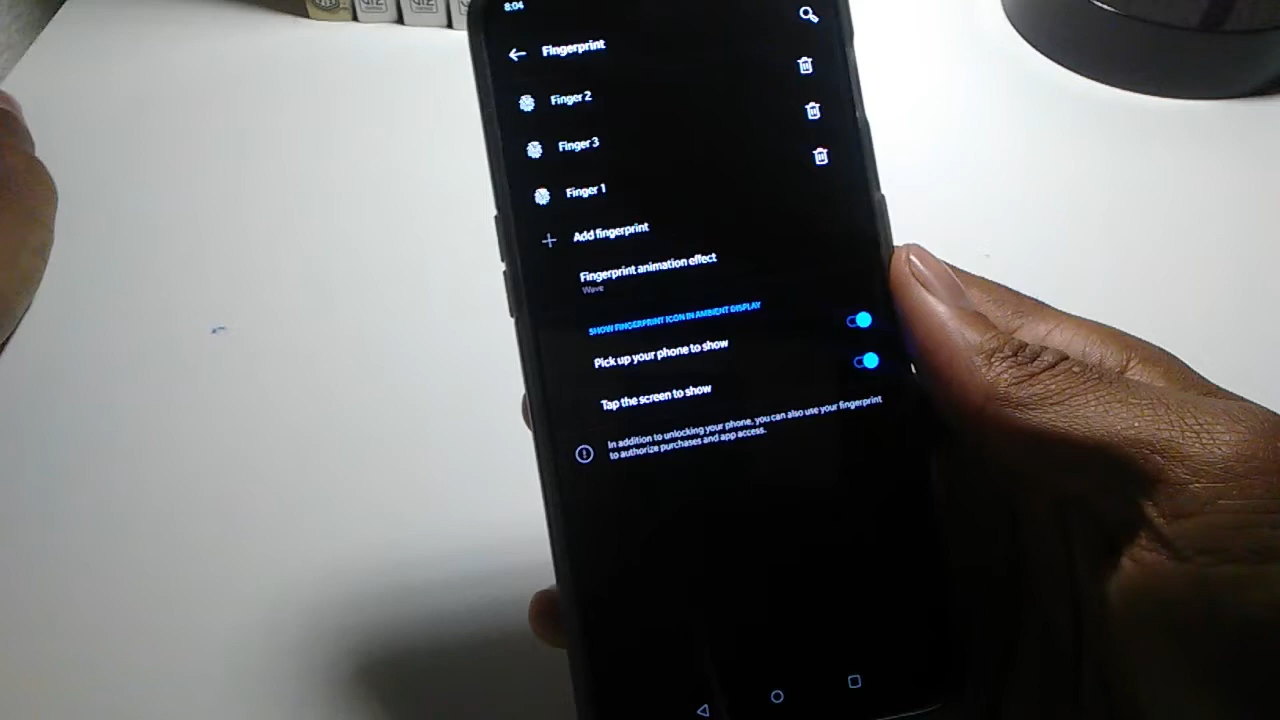 8:04
Fingerprint
Finger 2
Finger 3
Finger 1
Add fingerprint
Fingerprint animation effect
Wave
SHOW FINGERPRINT ICON IN AMBIENT DISPLAY
Pick up your phone to show
Tap the screen to show
In addition to unlocking your phone, you can also use your fingerprint
to authorize purchases and app access.